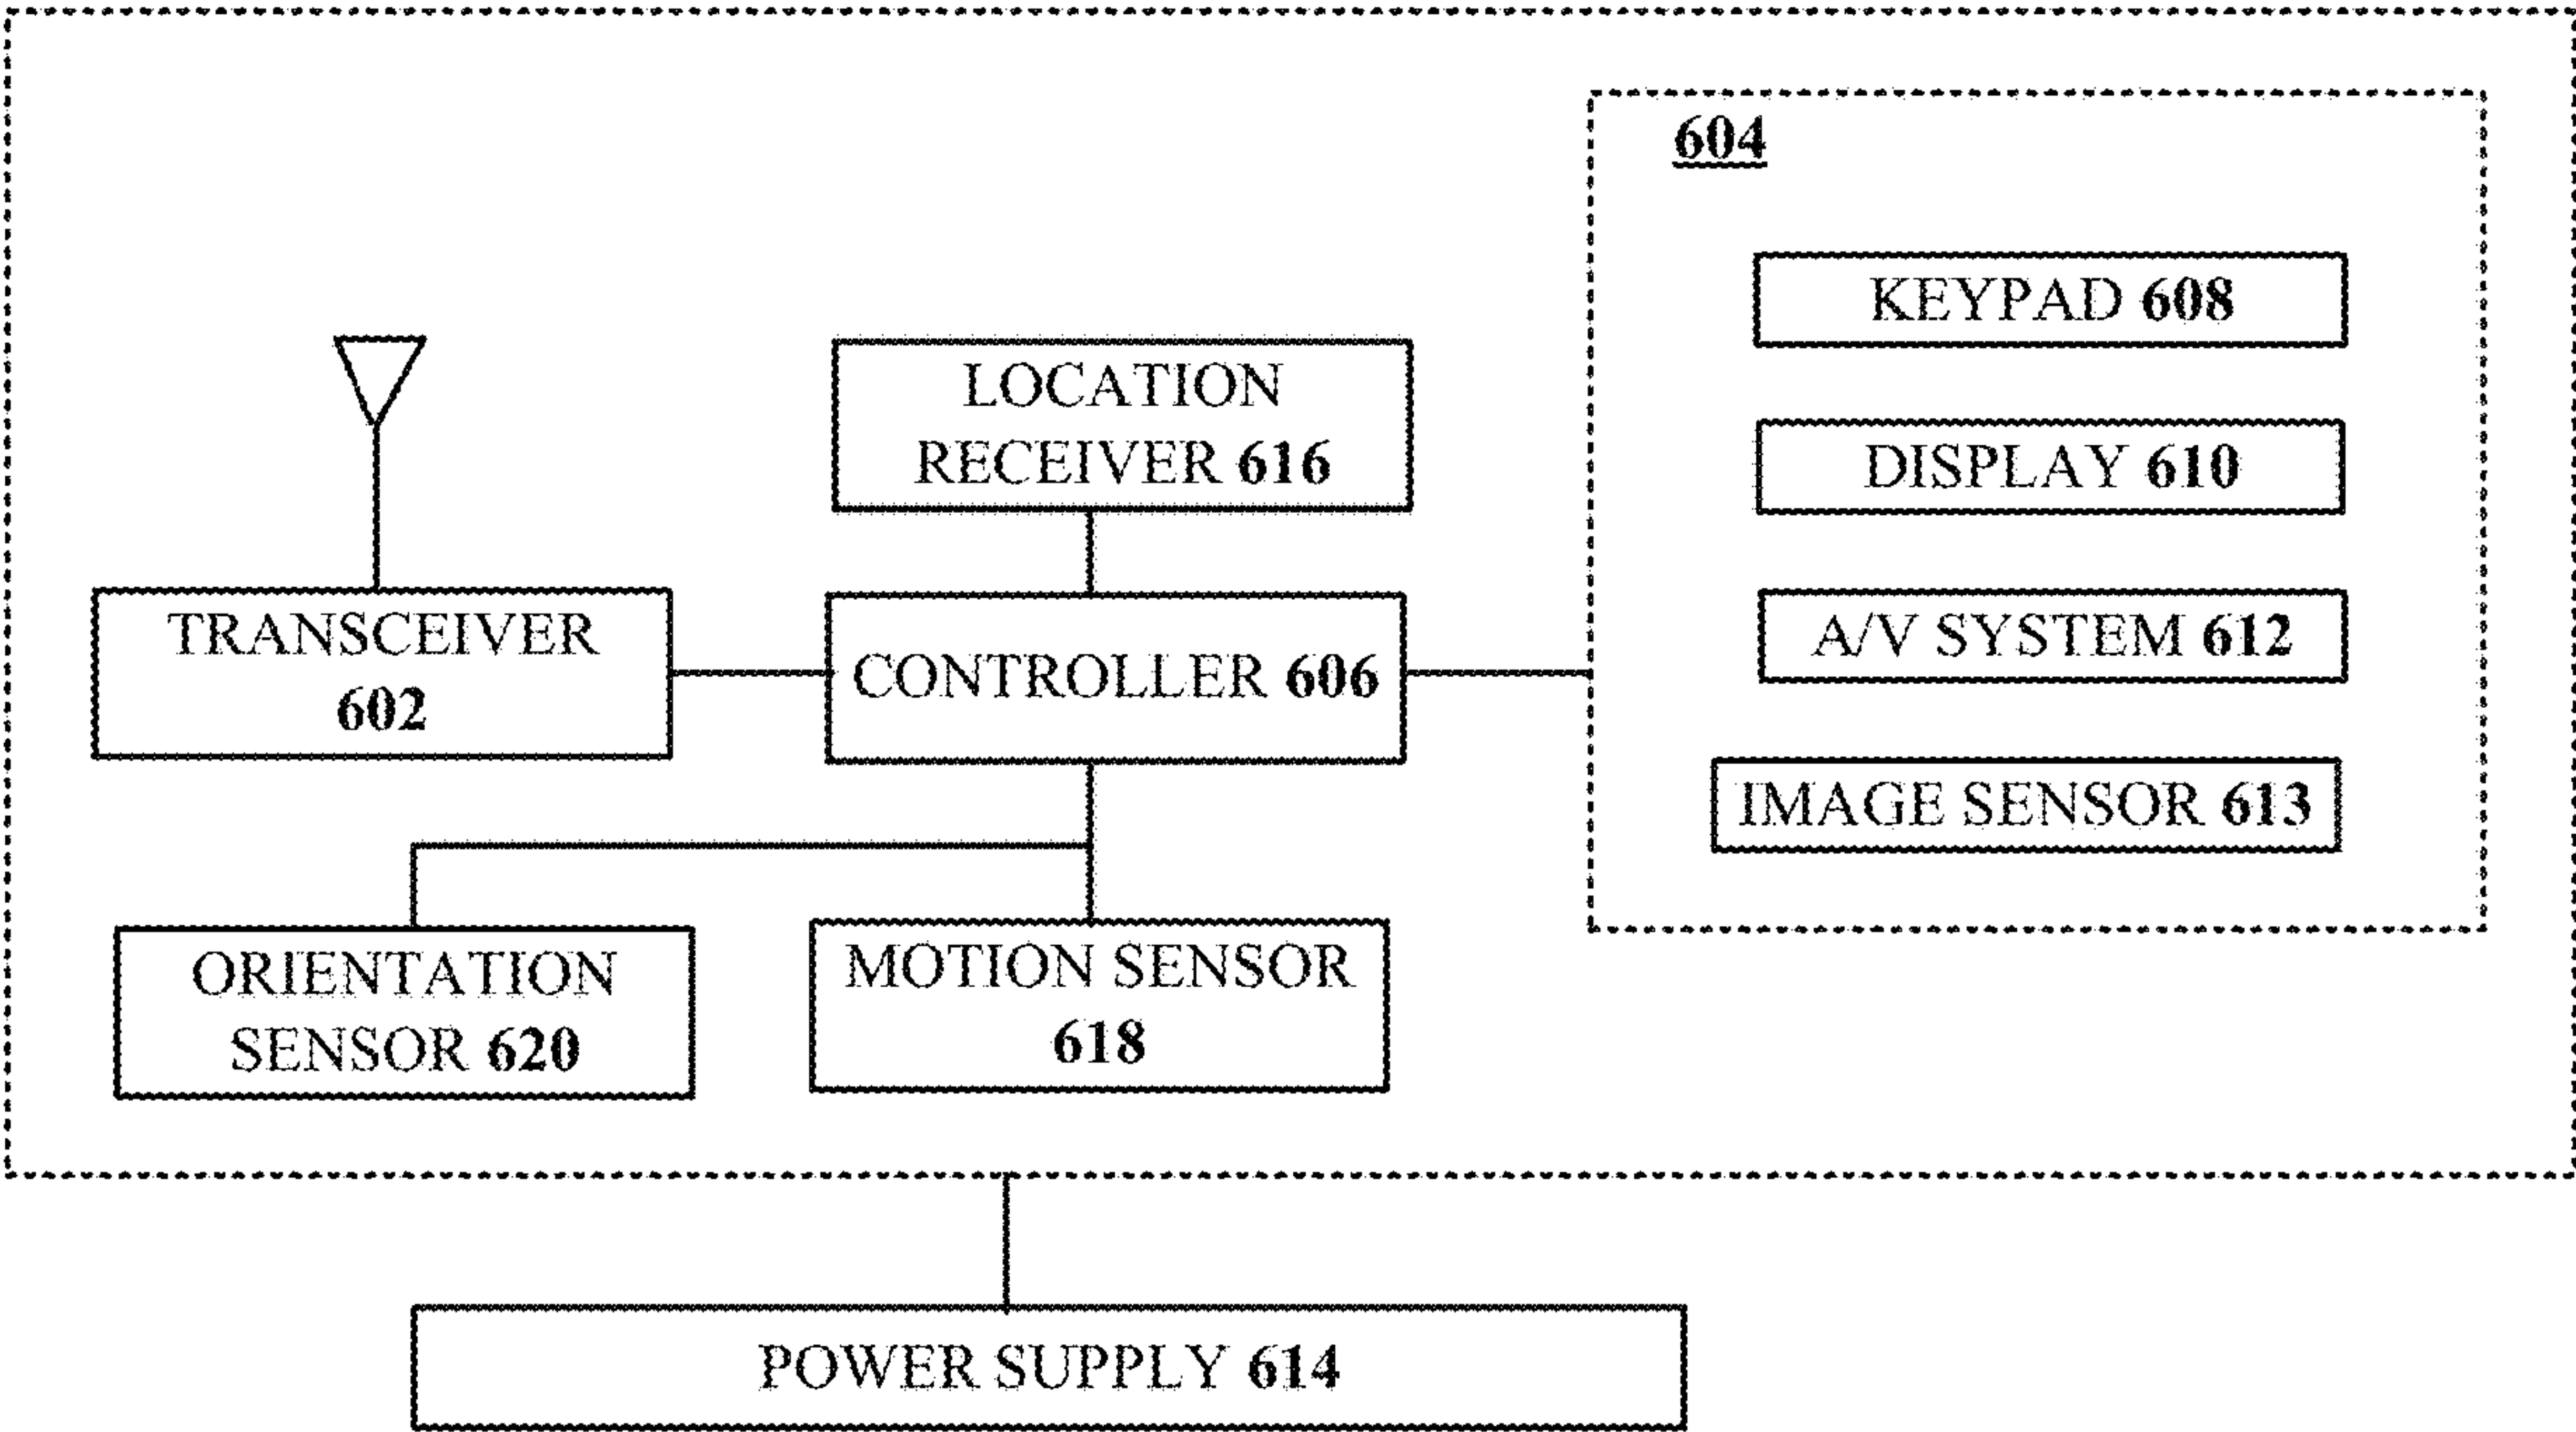 604
KEYPAD 608
LOCATION
RECEIVER 616
DISPLAY 610
TRANSCEIVER
602
CONTROLLER 606
A/V SYSTEM 612
IMAGE SENSOR 613
ORIENTATION
SENSOR 620
MOTION SENSOR
618
POWER SUPPLY 614